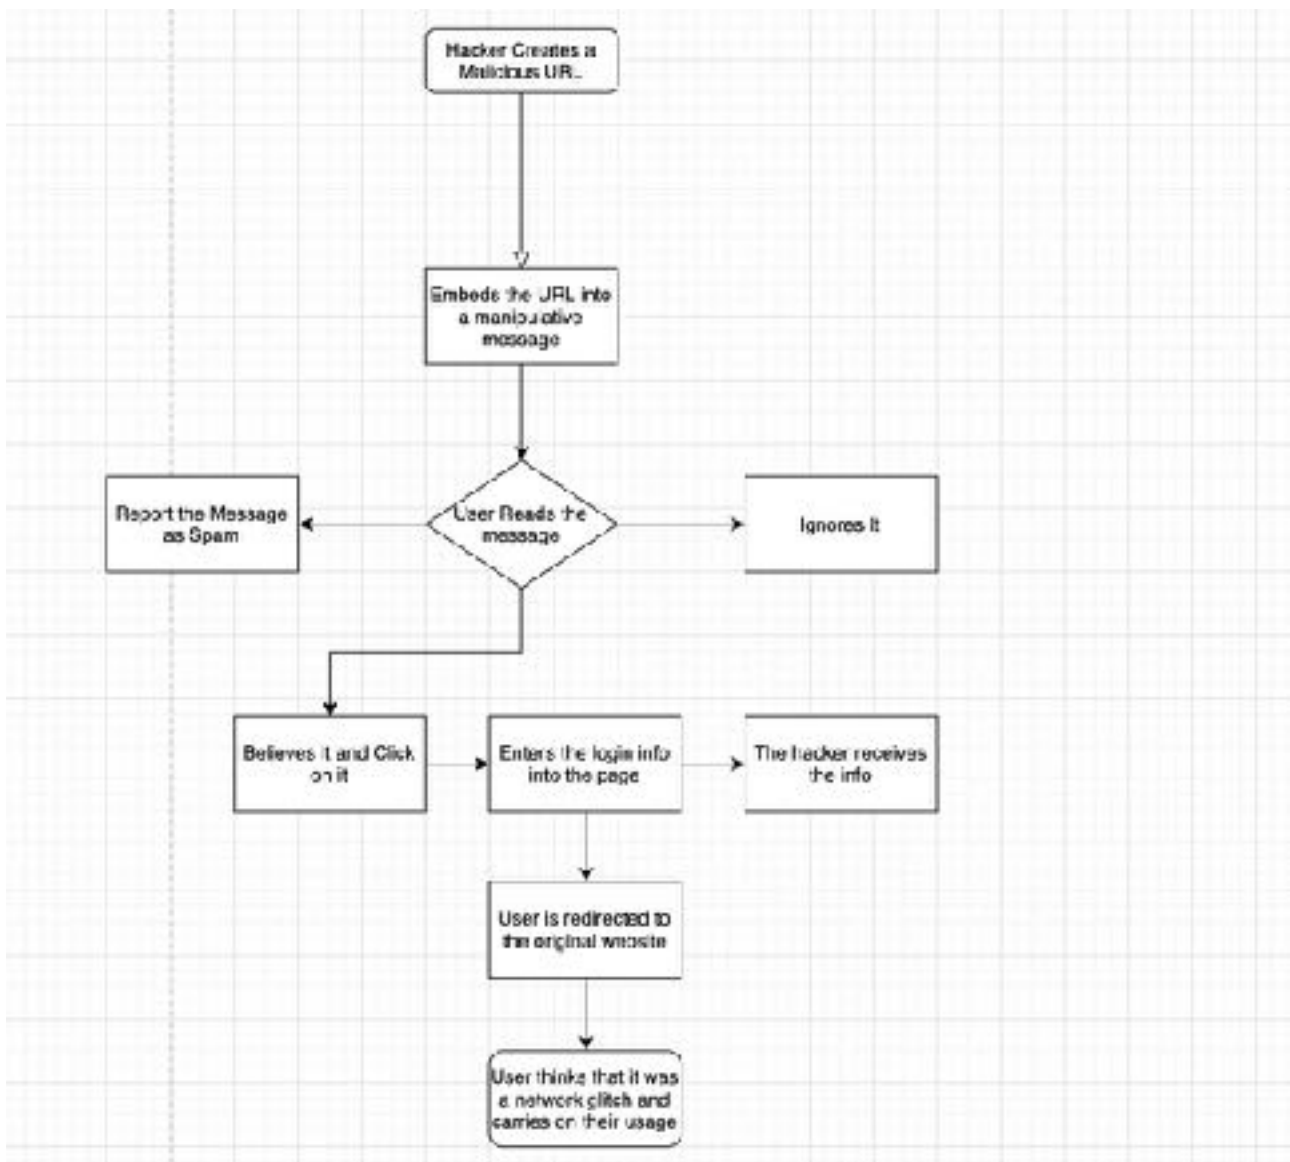 Hacker Creates a
Malicious URL
Embeds the URL into
a manipulative
message
Report the Message
as Spam
User Reads the
message
Ignores It
Believes It and Click
on it
Enters the login info
into the page
The hacker receives
the info
User is redirected to
the original website
User thinks that it was
a network glitch and
carries on their usage